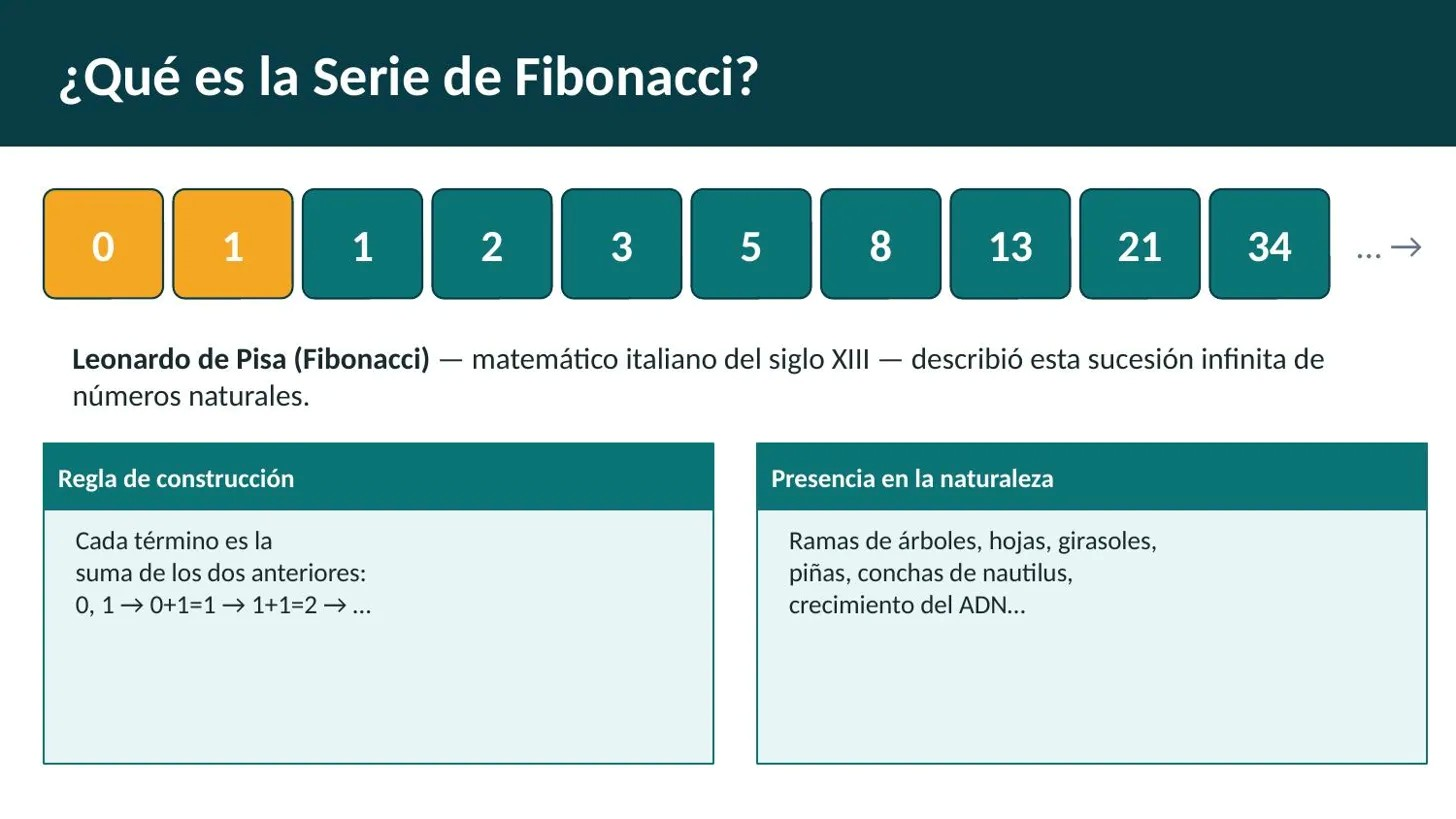 ¿Qué es la Serie de Fibonacci?
0 1 1 2 3 5 8 13 21 34 … →
Leonardo de Pisa (Fibonacci) — matemático italiano del siglo XIII — describió esta sucesión infinita de
números naturales.
Regla de construcción
Cada término es la
suma de los dos anteriores:
0, 1 → 0+1=1 → 1+1=2 → …
Presencia en la naturaleza
Ramas de árboles, hojas, girasoles,
piñas, conchas de nautilus,
crecimiento del ADN…